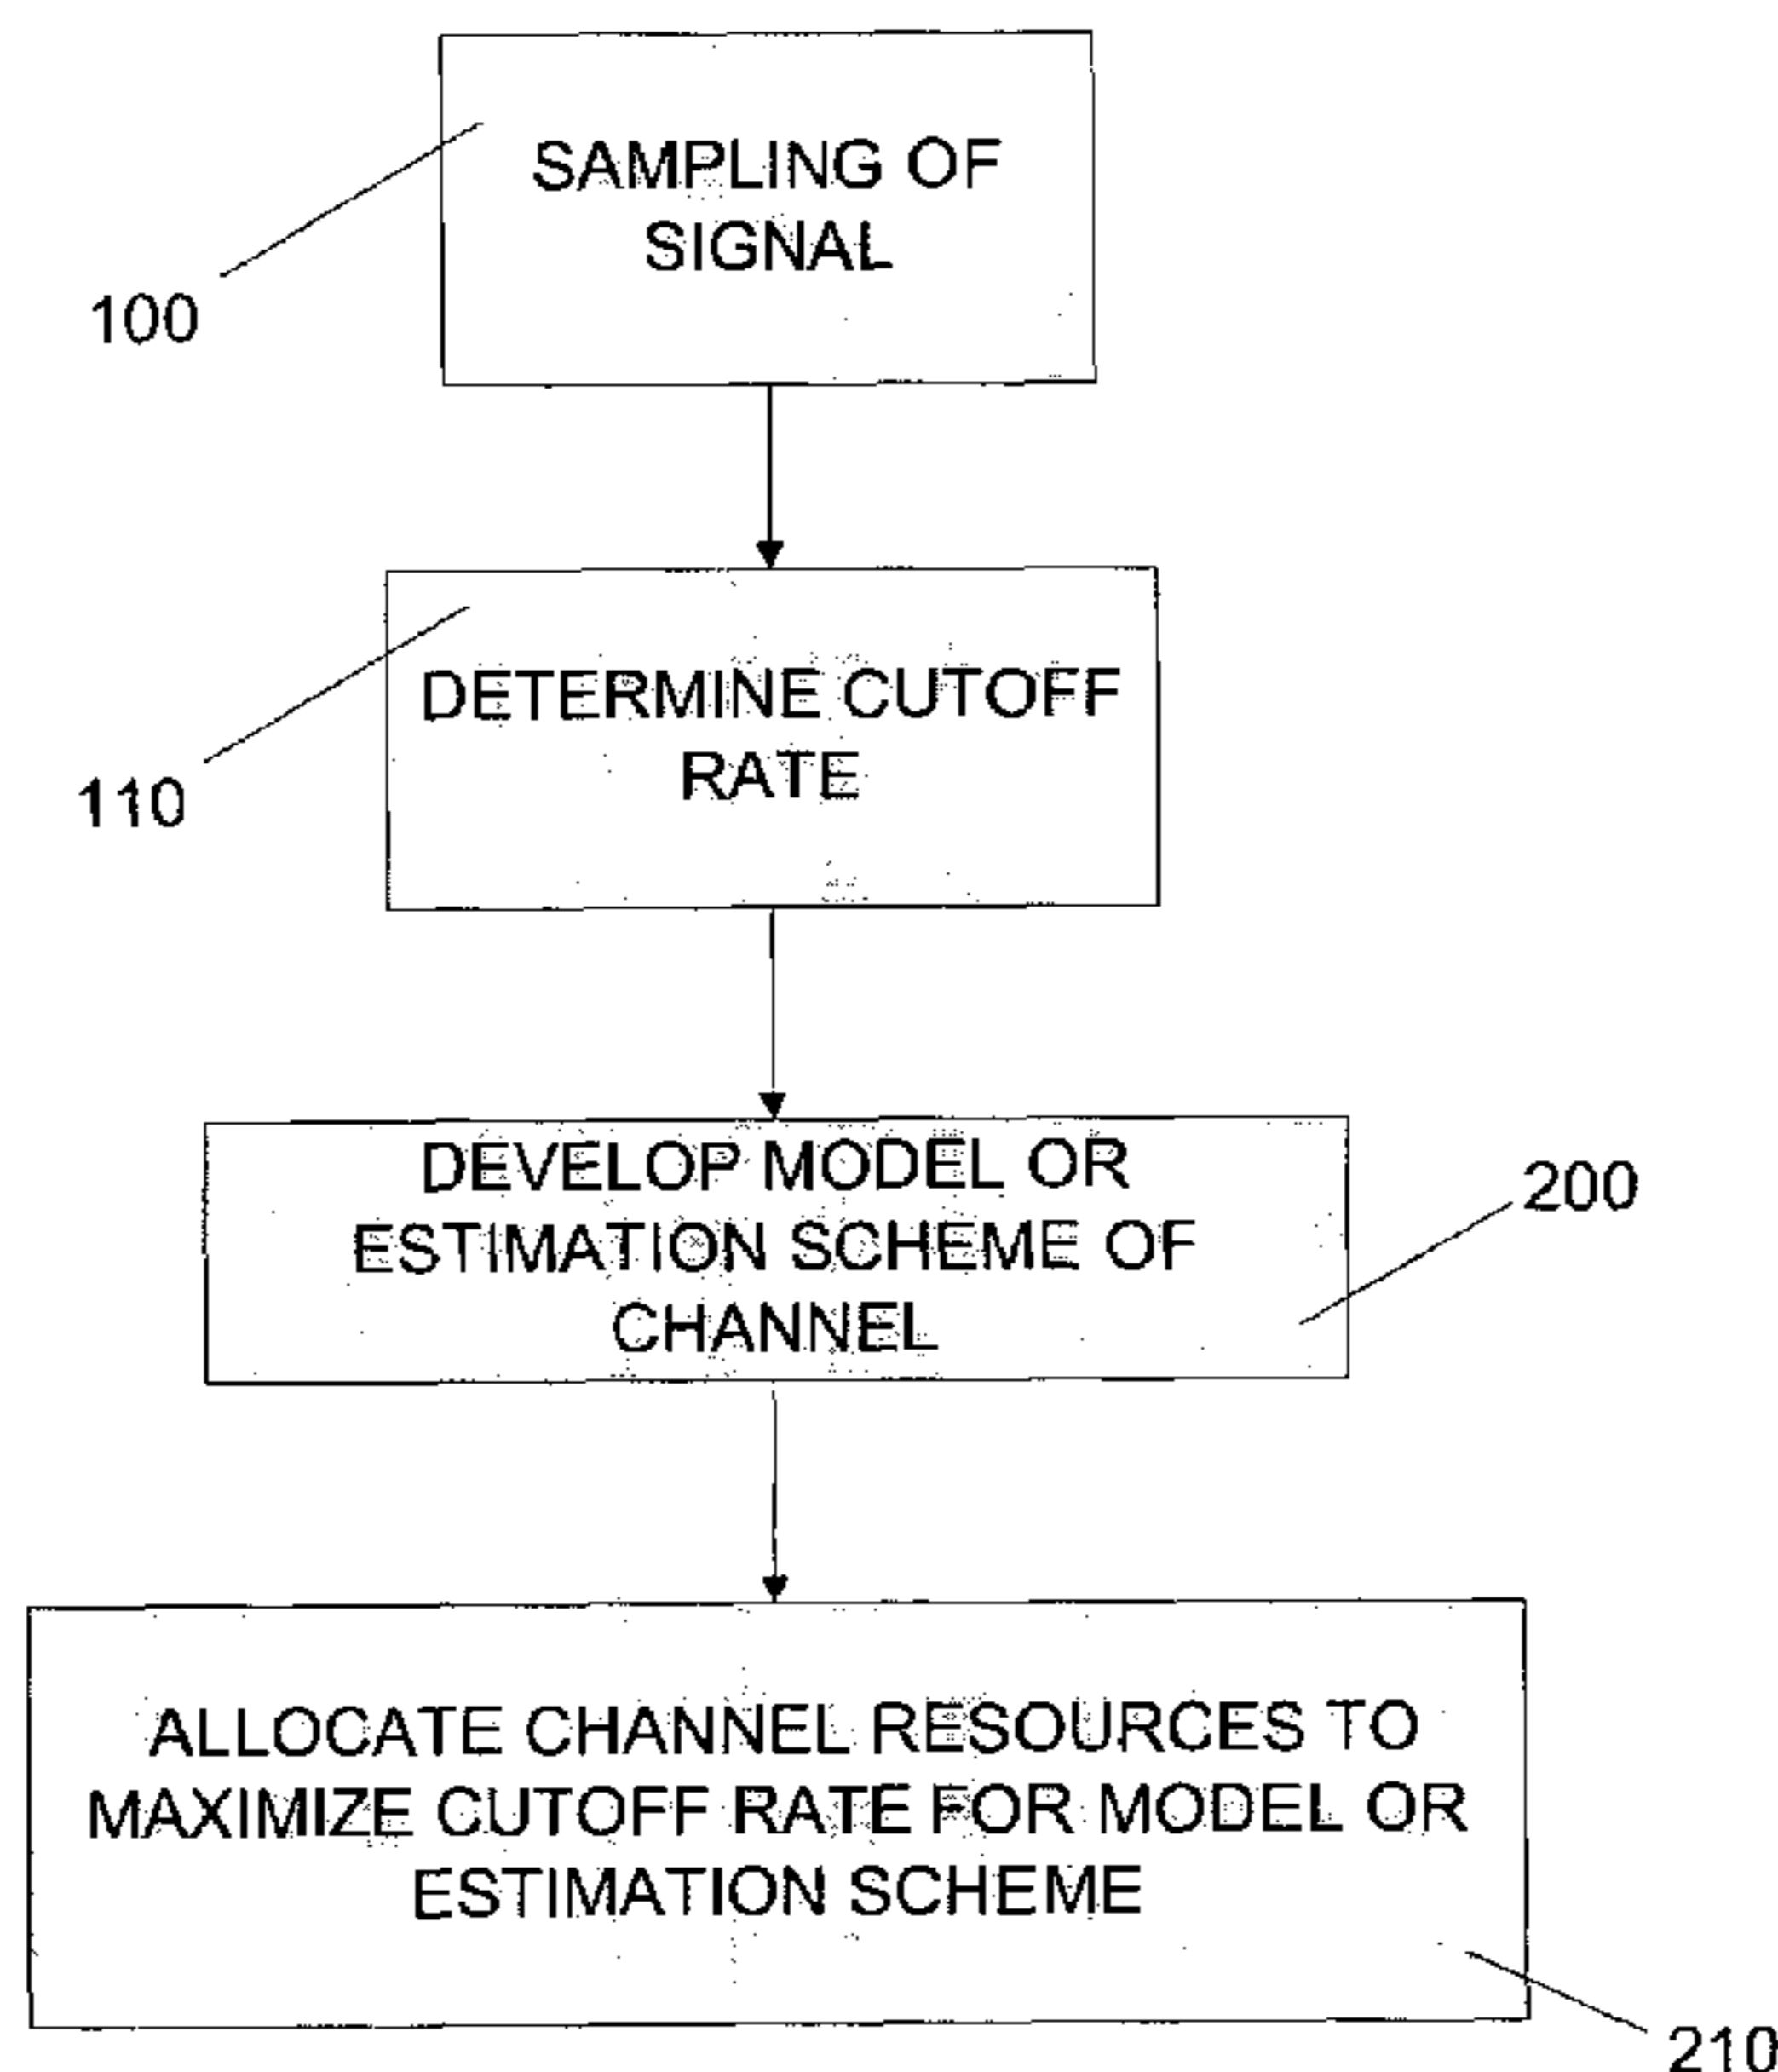 SAMPLING OF
SIGNAL
100
DETERMINE CUTOFF
RATE
110
DEVELOP MODEL OR
ESTIMATION SCHEME OF
CHANNEL
200
ALLOCATE CHANNEL RESOURCES TO
MAXIMIZE CUTOFF RATE FOR MODEL OR
ESTIMATION SCHEME
210